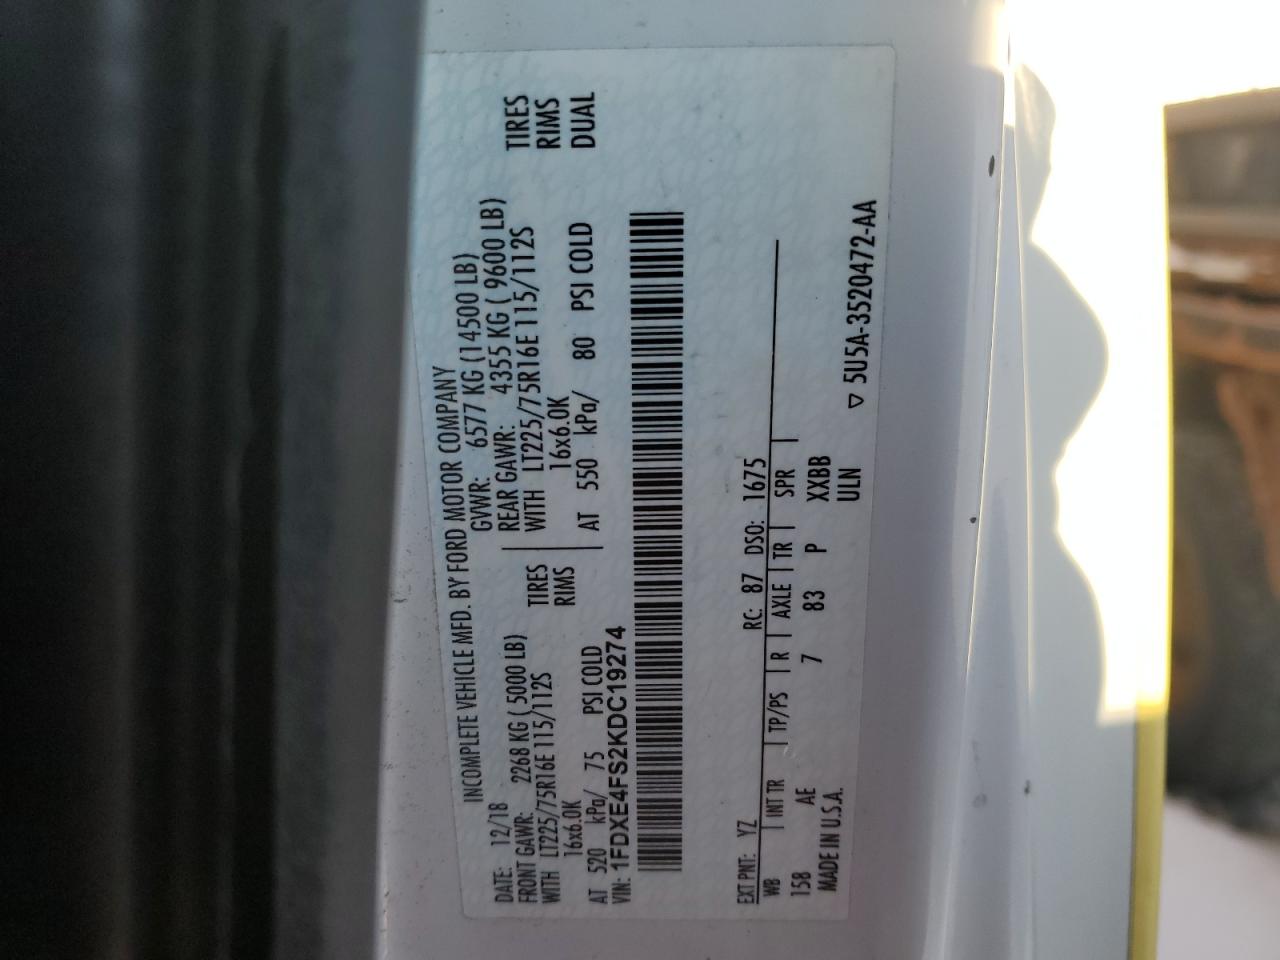 INCOMPLETE VEHICLE MFD. BY FORD MOTOR COMPANY
DATE: 12/18 GVWR: 6577 KG (14500 LB)
FRONT GAWR: 2268 KG ( 5000 LB) REAR GAWR: 4355 KG ( 9600 LB)
WITH LT225/75R16E 115/112S TIRES WITH LT225/75R16E 115/112S TIRES
16x6.0K RIMS 16x6.0K RIMS
AT 520 kPa/ 75 PSI COLD AT 550 kPa/ 80 PSI COLD DUAL
VIN: 1FDXE4FS2KDC19274
EXT PNT: YZ RC: 87 DSO: 1675
WB INT TR TP/PS R AXLE TR SPR
158 AE 7 83 P XXBB
MADE IN U.S.A. ULN
▽ 5U5A-3520472-AA